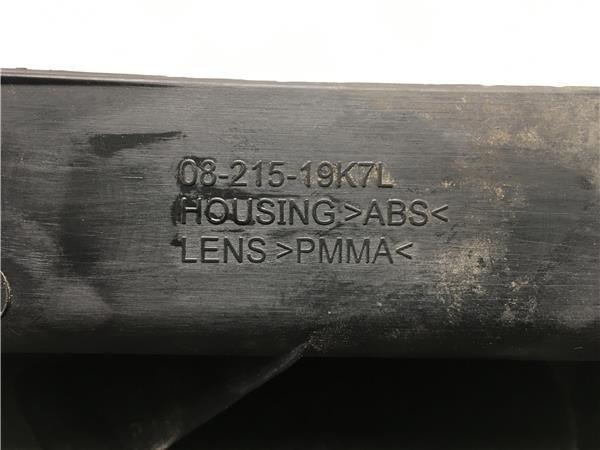 08-215-19K7L
HOUSING >ABS<
LENS >PMMA<